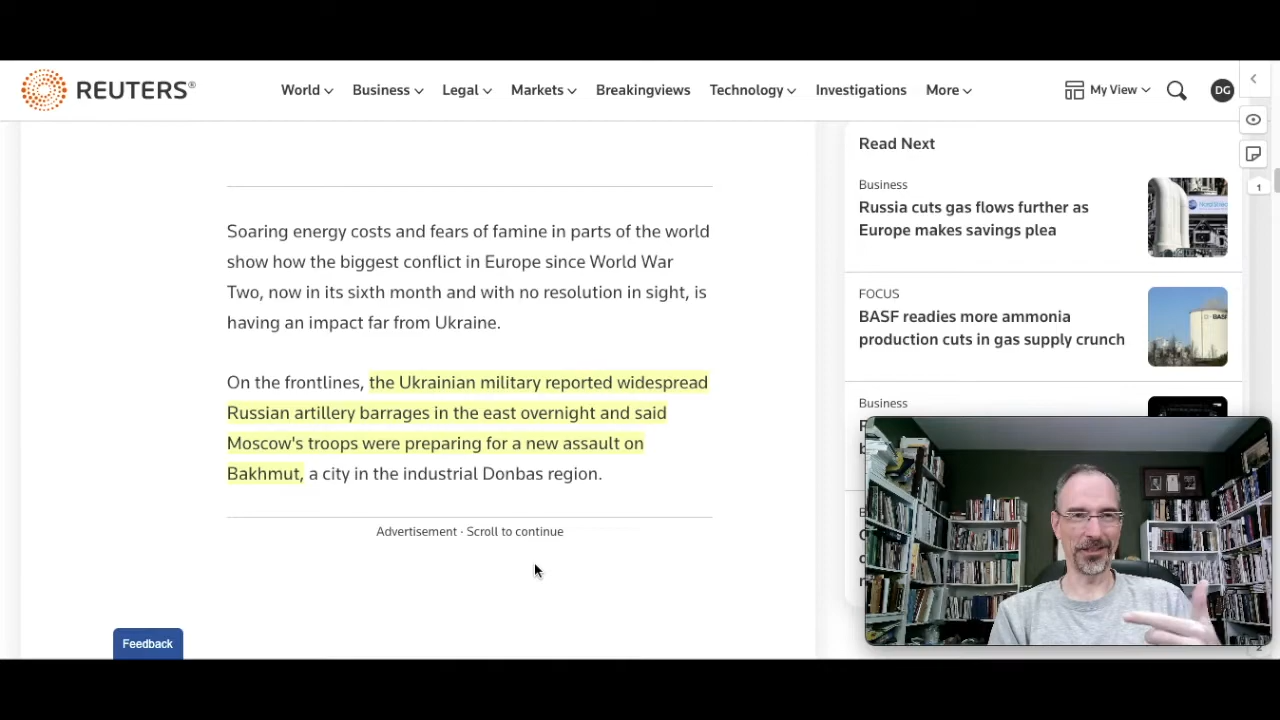 REUTERS®
World
Business
Legal
Markets
Breakingviews
Technology
Investigations
More
My View
DG
1
Soaring energy costs and fears of famine in parts of the world
show how the biggest conflict in Europe since World War
Two, now in its sixth month and with no resolution in sight, is
having an impact far from Ukraine.
On the frontlines, the Ukrainian military reported widespread
Russian artillery barrages in the east overnight and said
Moscow's troops were preparing for a new assault on
Bakhmut, a city in the industrial Donbas region.
Advertisement · Scroll to continue
Feedback
Read Next
Business
Russia cuts gas flows further as
Europe makes savings plea
FOCUS
BASF readies more ammonia
production cuts in gas supply crunch
BASF
Business